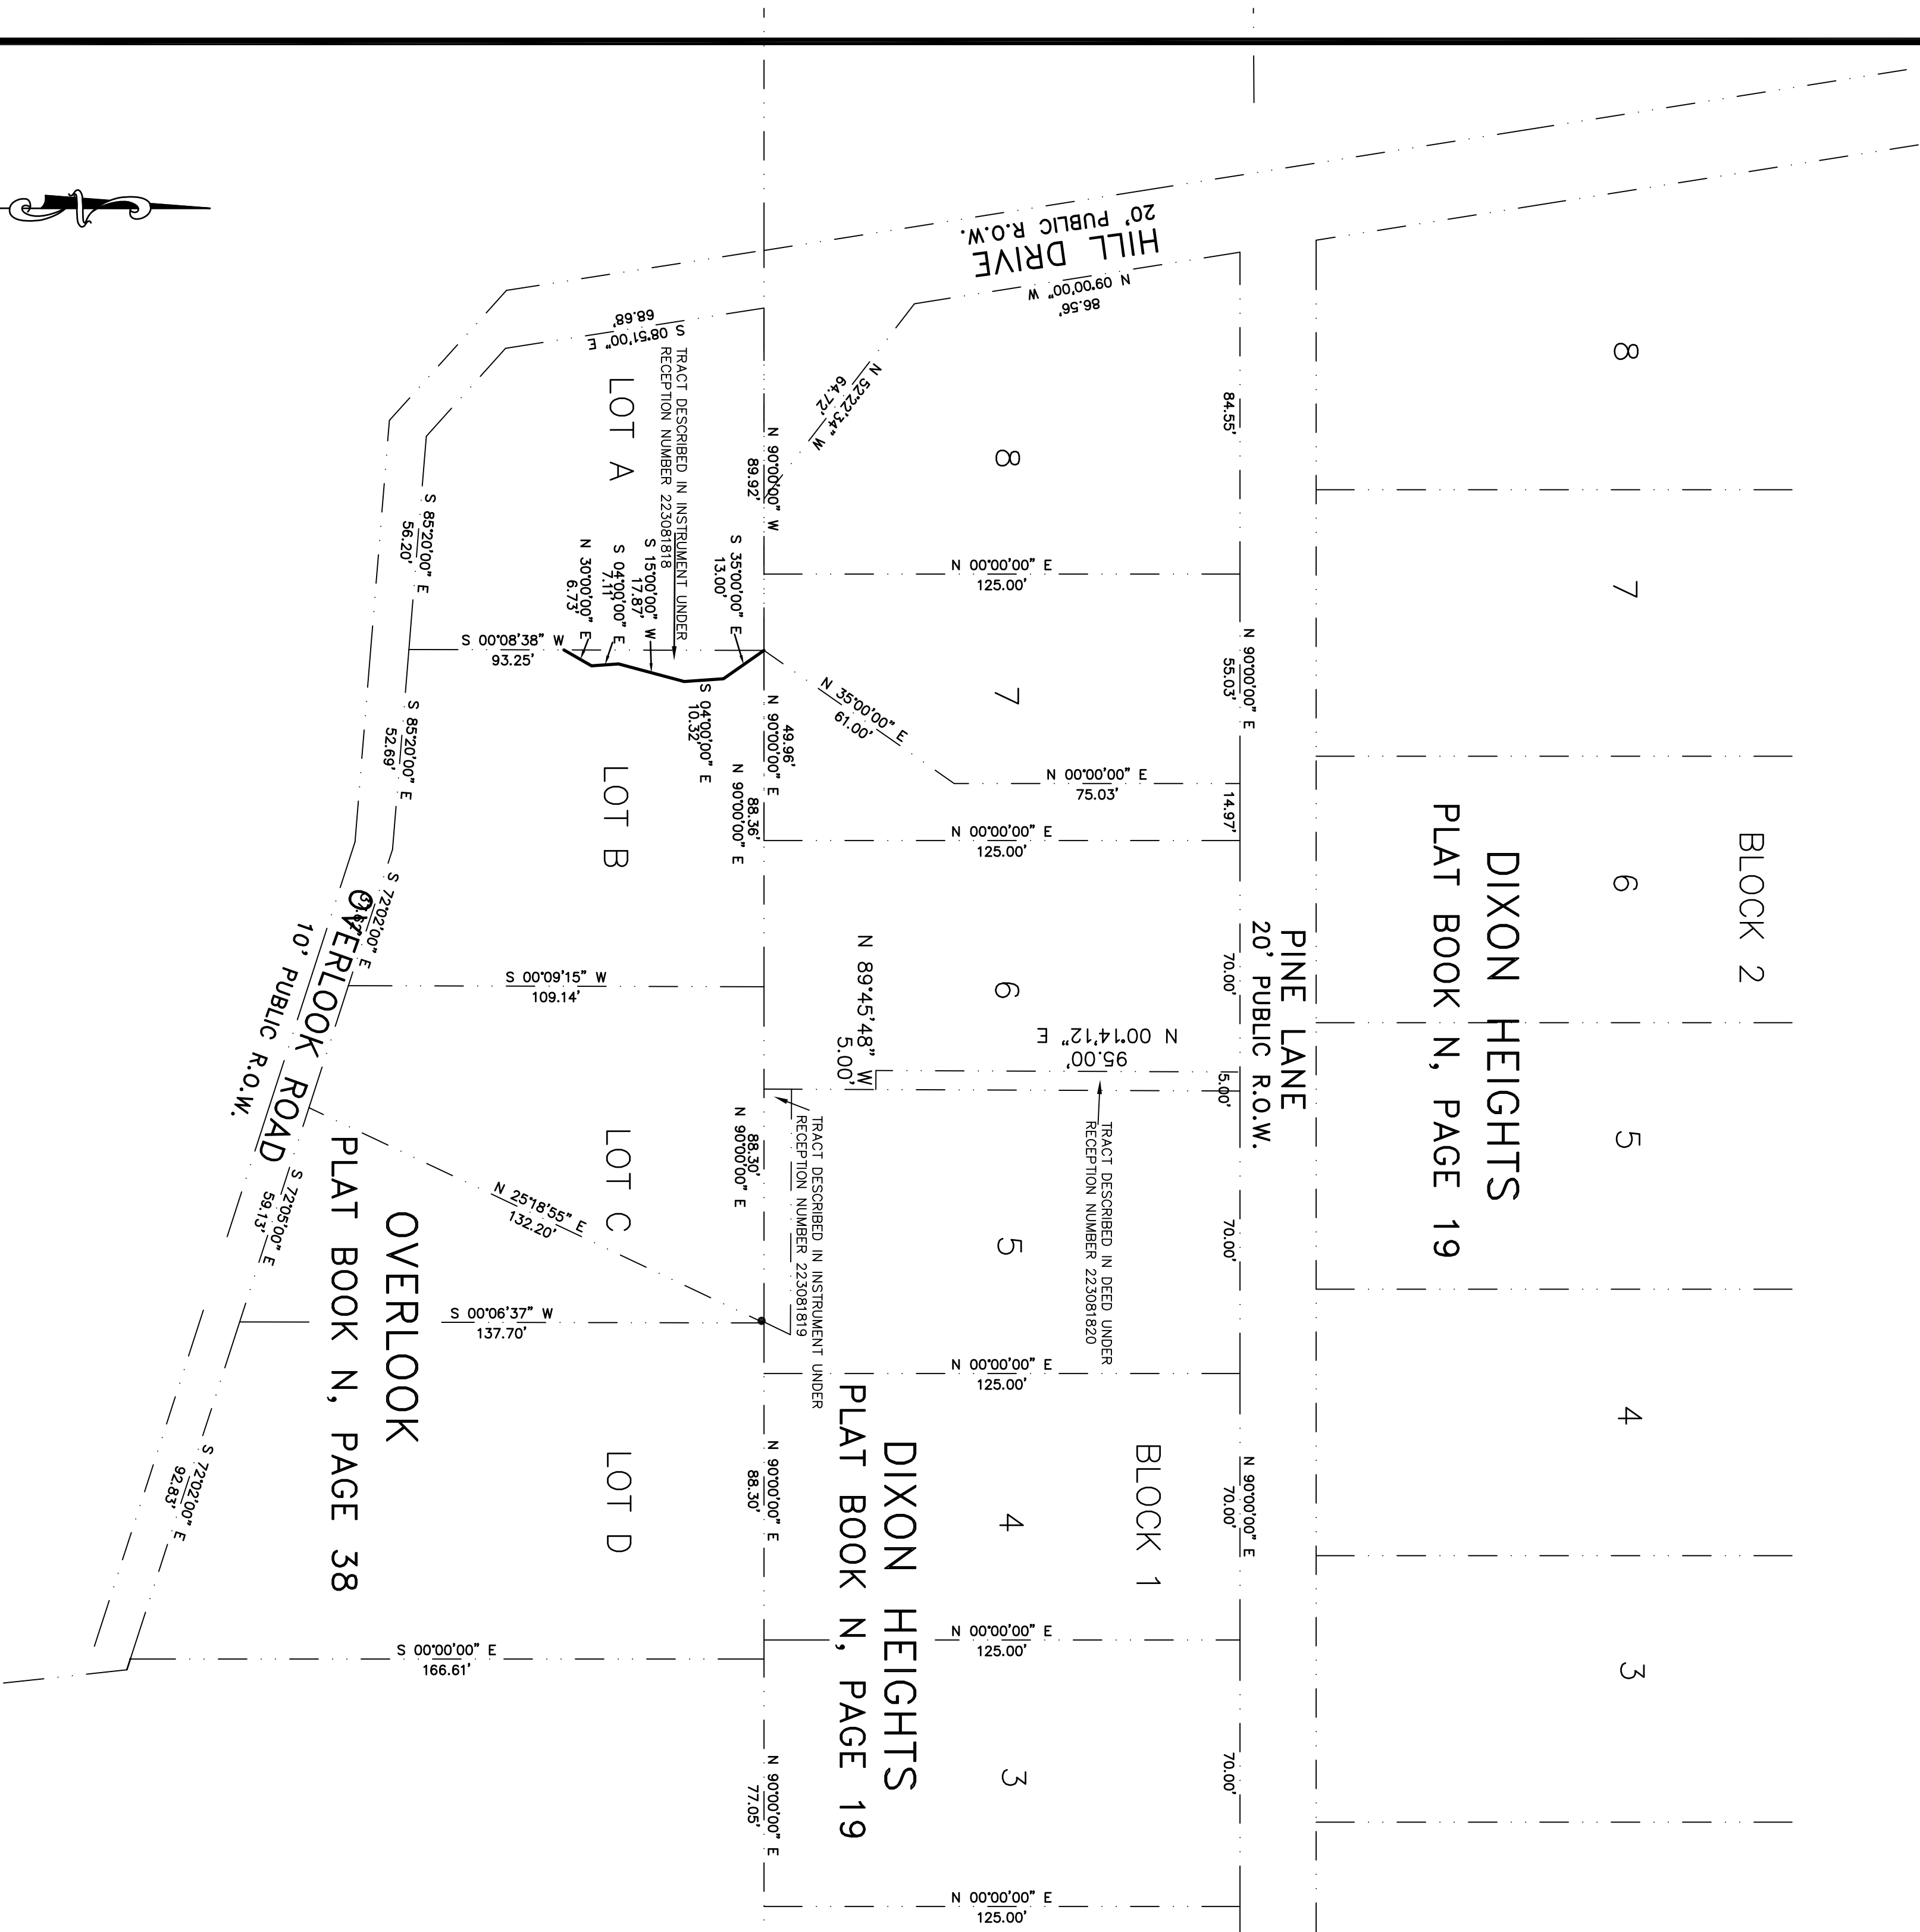 HILL DRIVE
20' PUBLIC R.O.W.
N 09°00'00" W
86.56'
S 08°51'00" E
68.68'
N 52°22'34" W
64.72'
84.55'
8
7
6
5
4
3
BLOCK 2
DIXON HEIGHTS
PLAT BOOK N, PAGE 19
PINE LANE
20' PUBLIC R.O.W.
N 90°00'00" E
55.03'
14.97'
70.00'
5.00'
70.00'
N 90°00'00" E
70.00'
70.00'
8
7
6
5
4
3
BLOCK 1
DIXON HEIGHTS
PLAT BOOK N, PAGE 19
N 00°00'00" E
125.00'
N 35°00'00" E
61.00'
N 00°00'00" E
75.03'
N 00°00'00" E
125.00'
N 89°45'48" W
5.00'
N 00°14'12" E
95.00'
TRACT DESCRIBED IN DEED UNDER
RECEPTION NUMBER 223081820
TRACT DESCRIBED IN INSTRUMENT UNDER
RECEPTION NUMBER 223081819
N 00°00'00" E
125.00'
N 00°00'00" E
125.00'
N 00°00'00" E
125.00'
N 90°00'00" W
89.92'
49.96'
N 90°00'00" E
88.36'
N 90°00'00" E
88.30'
N 90°00'00" E
N 90°00'00" E
88.30'
N 90°00'00" E
77.05'
TRACT DESCRIBED IN INSTRUMENT UNDER
RECEPTION NUMBER 223081818
S 35°00'00" E
13.00'
S 04°00'00" E
10.32'
S 15°00'00" W
17.87'
S 04°00'00" E
7.11'
N 30°00'00" E
6.73'
LOT A
LOT B
LOT C
LOT D
S 00°08'38" W
93.25'
S 00°09'15" W
109.14'
N 25°18'55" E
132.20'
S 00°06'37" W
137.70'
S 00°00'00" E
166.61'
OVERLOOK
PLAT BOOK N, PAGE 38
S 85°20'00" E
56.20'
S 85°20'00" E
52.69'
S 72°02'00" E
OVERLOOK ROAD
10' PUBLIC R.O.W.
S 72°05'00" E
59.13'
S 72°02'00" E
92.83'